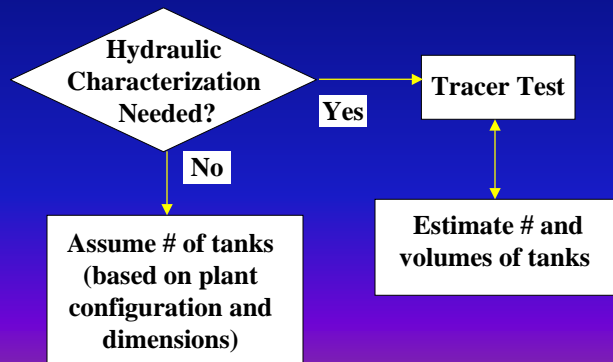 Hydraulic
Characterization
Needed?
Tracer Test
Yes
No
Assume # of tanks
(based on plant
configuration and
dimensions)
Estimate # and
volumes of tanks